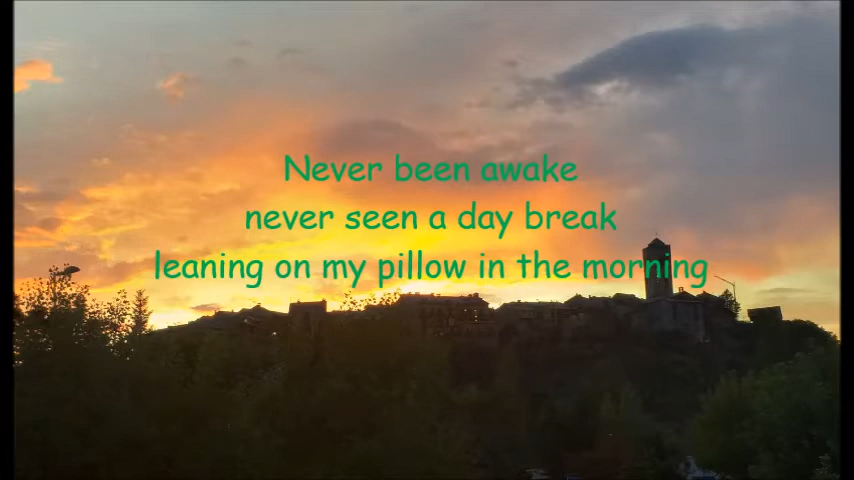 Never been awake
never seen a day break
leaning on my pillow in the morning